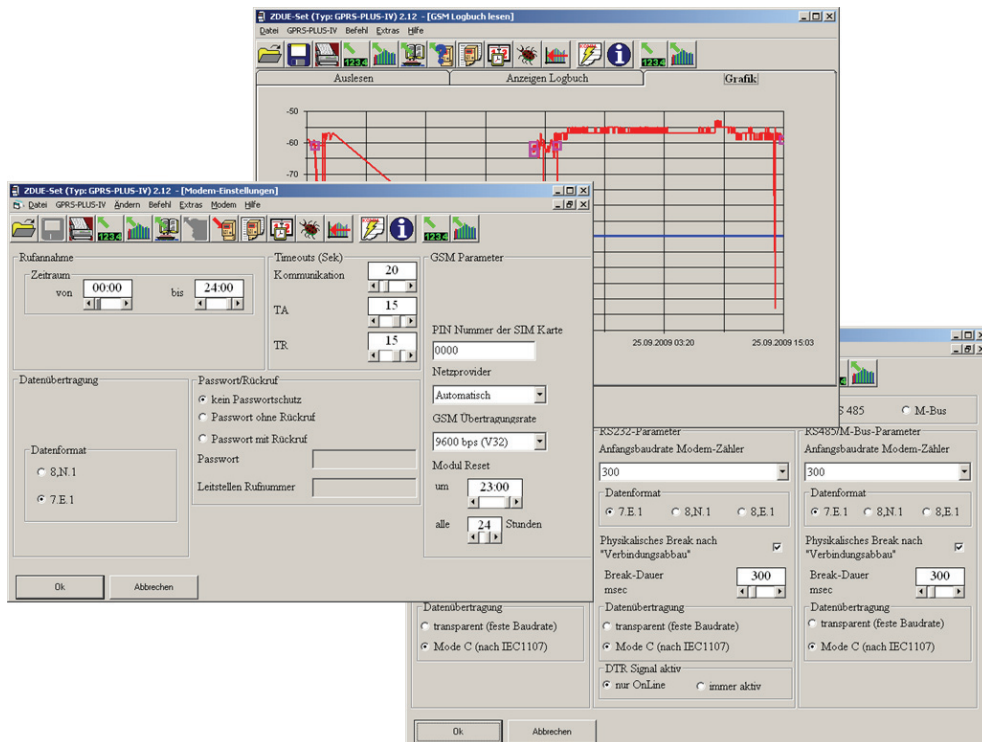 ZDUE-Set (Typ: GPRS-PLUS-IV) 2.12 - [GSM Logbuch lesen]
Datei GPRS-PLUS-IV Befehl Extras Hilfe
123,4
123,4
Auslesen Anzeigen Logbuch Grafik
-50
-60
-70
25.09.2009 03:20 25.09.2009 15:03
ZDUE-Set (Typ: GPRS-PLUS-IV) 2.12 - [Modem-Einstellungen]
Datei GPRS-PLUS-IV Ändern Befehl Extras Modem Hilfe
123,4
123,4
Rufannahme
Zeitraum
von 00:00 bis 24:00
Timeouts (Sek)
Kommunikation 20
TA 15
TR 15
GSM Parameter
PIN Nummer der SIM Karte
0000
Netzprovider
Automatisch
GSM Übertragungsrate
9600 bps (V32)
Modul Reset
um 23:00
alle 24 Stunden
Datenübertragung
Datenformat
8,N.1
7.E.1
Passwort/Rückruf
kein Passwortschutz
Passwort ohne Rückruf
Passwort mit Rückruf
Passwort
Leitstellen Rufnummer
Ok Abbrechen
S 485 M-Bus
RS232-Parameter
Anfangsbaudrate Modem-Zähler
300
Datenformat
7.E.1 8,N.1 8,E.1
Physikalisches Break nach
"Verbindungsabbau"
Break-Dauer 300
msec
Datenübertragung
transparent (feste Baudrate)
Mode C (nach IEC1107)
DTR Signal aktiv
nur OnLine immer aktiv
RS485/M-Bus-Parameter
Anfangsbaudrate Modem-Zähler
300
Datenformat
7.E.1 8,N.1 8,E.1
Physikalisches Break nach
"Verbindungsabbau"
Break-Dauer 300
msec
Datenübertragung
transparent (feste Baudrate)
Mode C (nach IEC1107)
Datenübertragung
transparent (feste Baudrate)
Mode C (nach IEC1107)
Ok Abbrechen